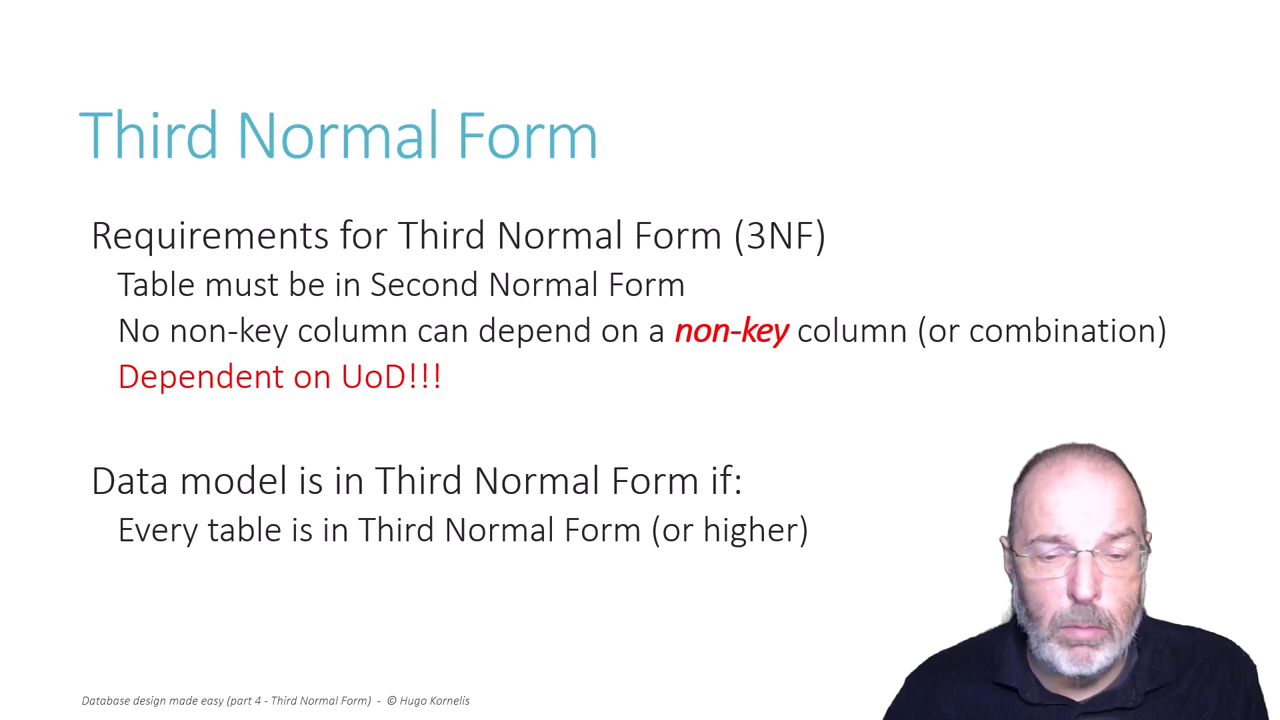 Third Normal Form
Requirements for Third Normal Form (3NF)
Table must be in Second Normal Form
No non-key column can depend on a non-key column (or combination)
Dependent on UoD!!!
Data model is in Third Normal Form if:
Every table is in Third Normal Form (or higher)
Database design made easy (part 4 - Third Normal Form) - © Hugo Kornelis